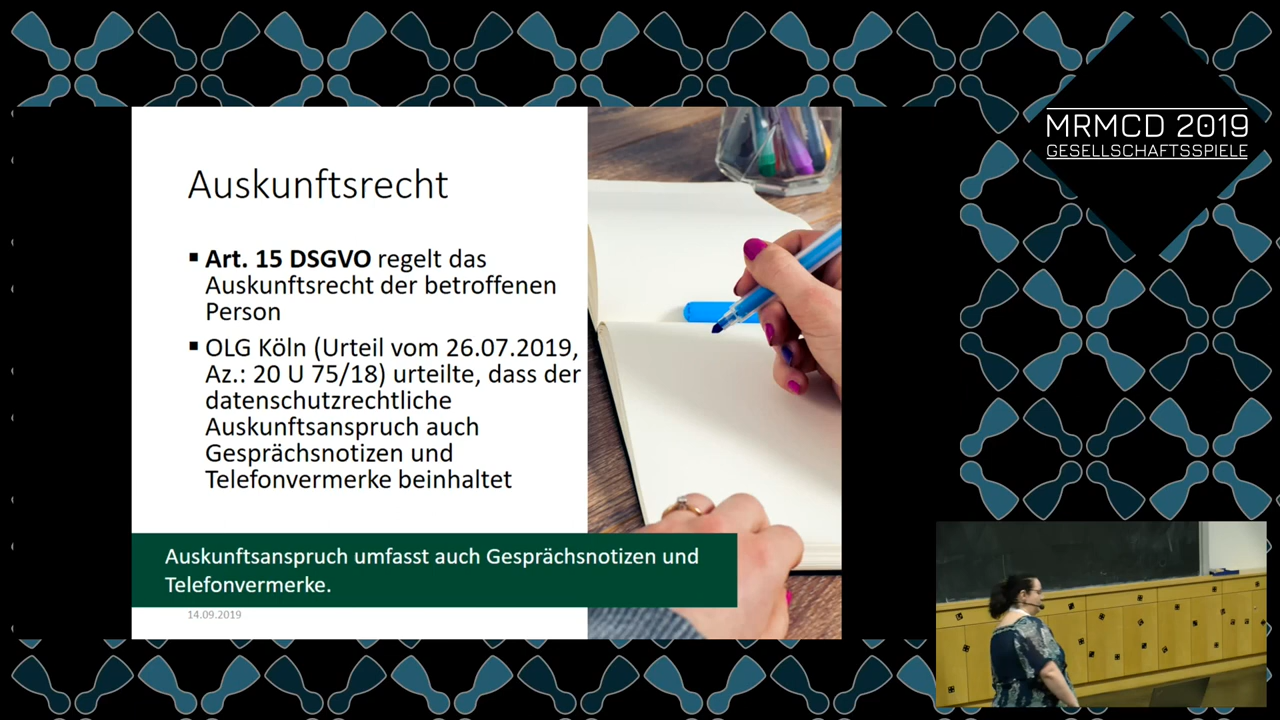 MRMCD 2019
GESELLSCHAFTSSPIELE
Auskunftsrecht
▪ Art. 15 DSGVO regelt das
Auskunftsrecht der betroffenen
Person
▪ OLG Köln (Urteil vom 26.07.2019,
Az.: 20 U 75/18) urteilte, dass der
datenschutzrechtliche
Auskunftsanspruch auch
Gesprächsnotizen und
Telefonvermerke beinhaltet
Auskunftsanspruch umfasst auch Gesprächsnotizen und
Telefonvermerke.
14.09.2019